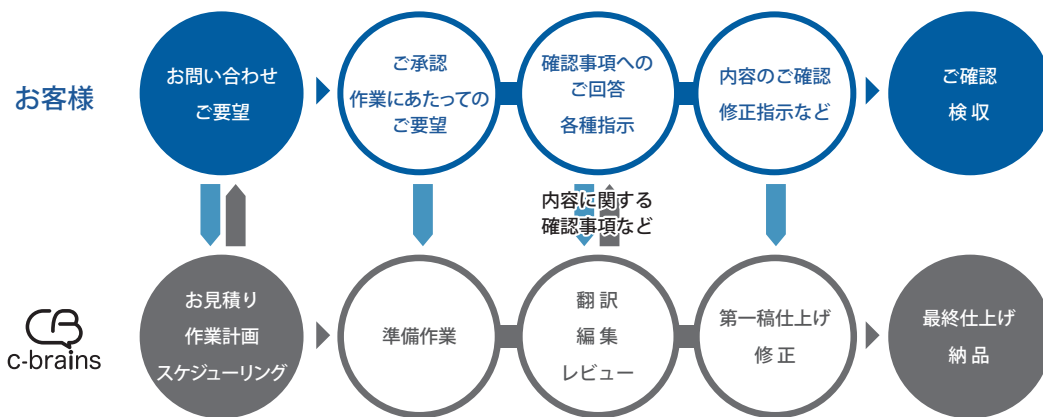 お客様
お問い合わせ
ご要望
ご承認
作業にあたっての
ご要望
確認事項への
ご回答
各種指示
内容のご確認
修正指示など
ご確認
検 収
内容に関する
確認事項など
CB
c-brains
お見積り
作業計画
スケジューリング
準備作業
翻 訳
編 集
レビュー
第一稿仕上げ
修 正
最終仕上げ
納 品